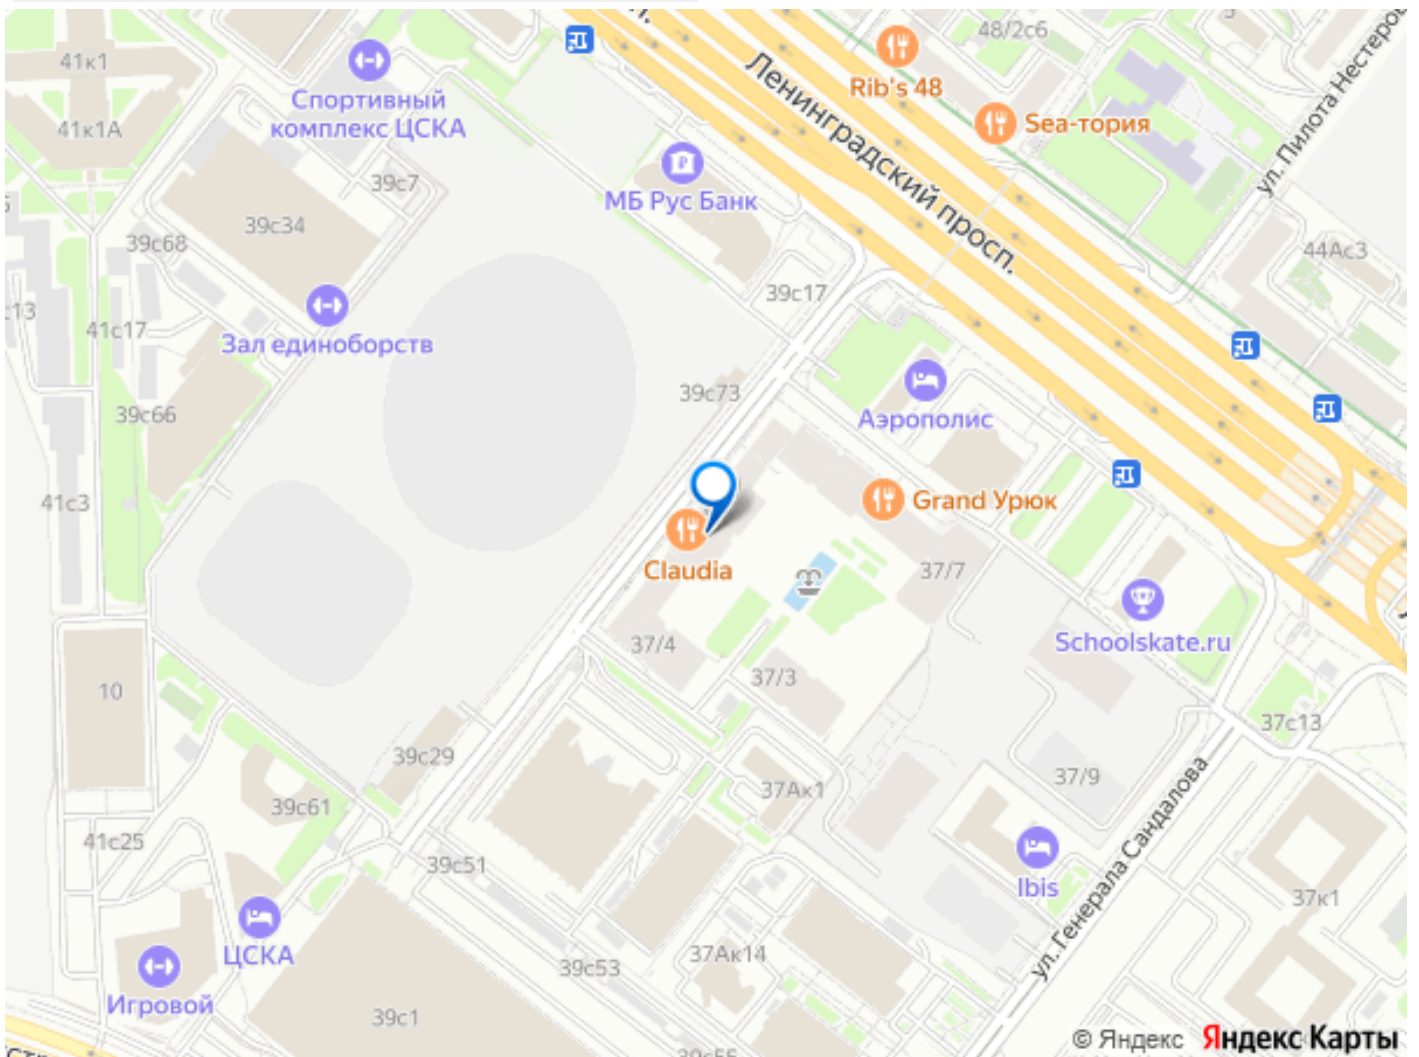 48/2с6
Rib's 48
Sea-тория
ул. Пилота Нестерова
41к1
Спортивный
комплекс ЦСКА
41к1А
Ленинградский просп.
МБ Рус Банк
39с7
39с34
39с68
44Ас3
39с17
с13
41с17
Зал единоборств
39с73
39с66
Аэрополис
41с3
Grand Урюк
Claudia
37/7
37/4
Schoolskate.ru
37/3
10
37с13
39с29
37/9
37Ак1
39с61
41с25
39с51
ул. Генерала Сандалова
Ibis
37к1
ЦСКА
37Ак14
39с53
Игровой
39с1
39с55
© Яндекс Яндекс Карты